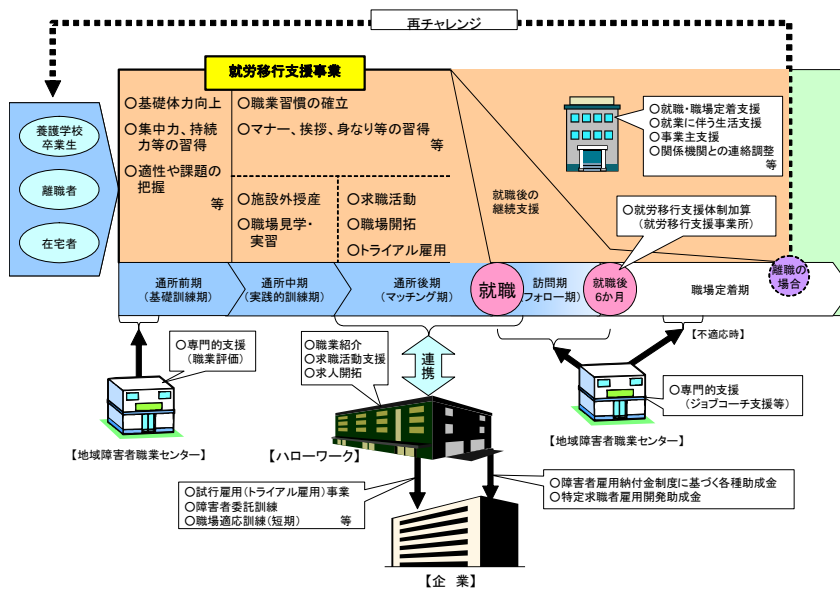 再チャレンジ
就労移行支援事業
養護学校
卒業生
離職者
在宅者
○基礎体力向上
○集中力、持続
力等の習得
○適性や課題の
把握
等
○職業習慣の確立
○マナー、挨拶、身なり等の習得
等
○施設外授産
○職場見学・
実習
○求職活動
○職場開拓
○トライアル雇用
就職後の
継続支援
○就職・職場定着支援
○就業に伴う生活支援
○事業主支援
○関係機関との連絡調整
等
○就労移行支援体制加算
(就労移行支援事業所)
通所前期
(基礎訓練期)
通所中期
(実践的訓練期)
通所後期
(マッチング期)
就職
訪問期
(フォロー期)
就職後
6か月
職場定着期
離職の
場合
【不適応時】
○専門的支援
(職業評価)
【地域障害者職業センター】
○職業紹介
○求職活動支援
○求人開拓
連携
【ハローワーク】
○専門的支援
(ジョブコーチ支援等)
【地域障害者職業センター】
○試行雇用(トライアル雇用)事業
○障害者委託訓練
○職場適応訓練(短期) 等
○障害者雇用納付金制度に基づく各種助成金
○特定求職者雇用開発助成金
【企 業】